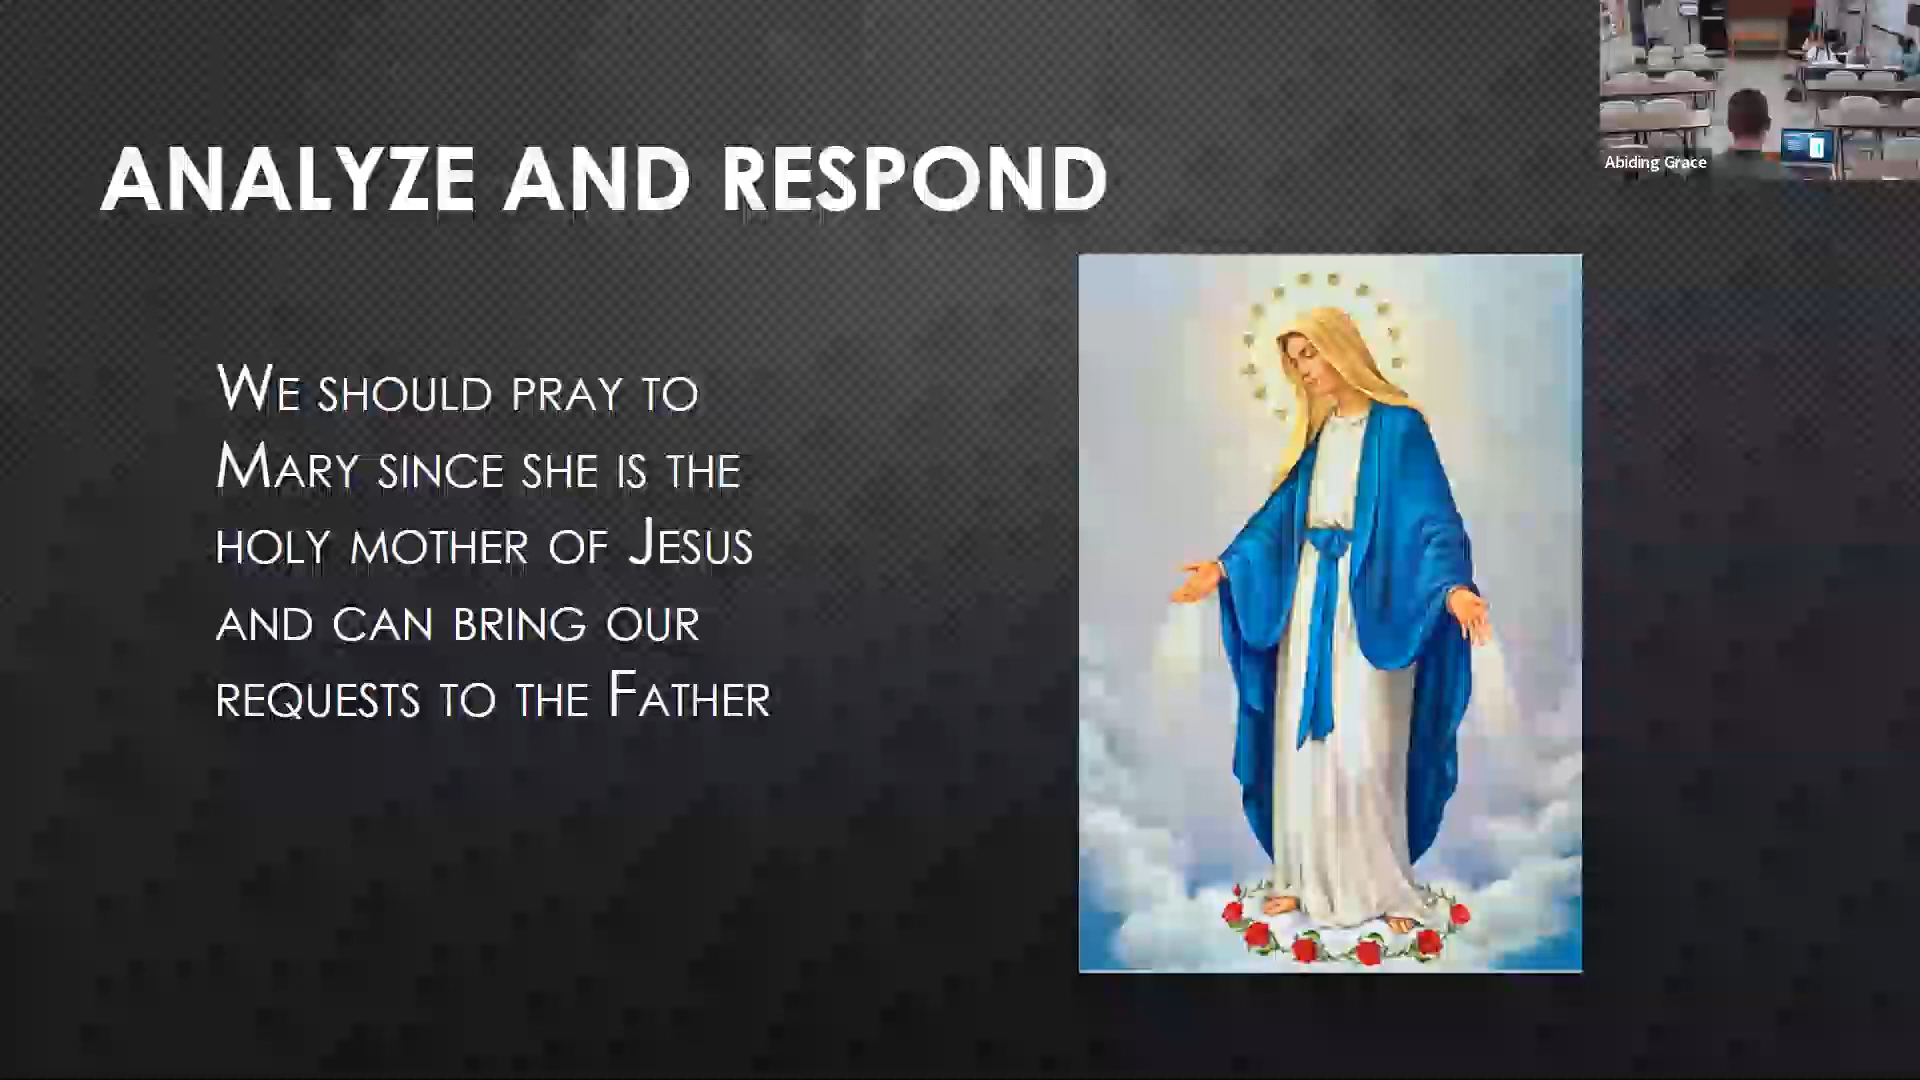 ANALYZE AND RESPOND
WE SHOULD PRAY TO
MARY SINCE SHE IS THE
HOLY MOTHER OF JESUS
AND CAN BRING OUR
REQUESTS TO THE FATHER
Abiding Grace